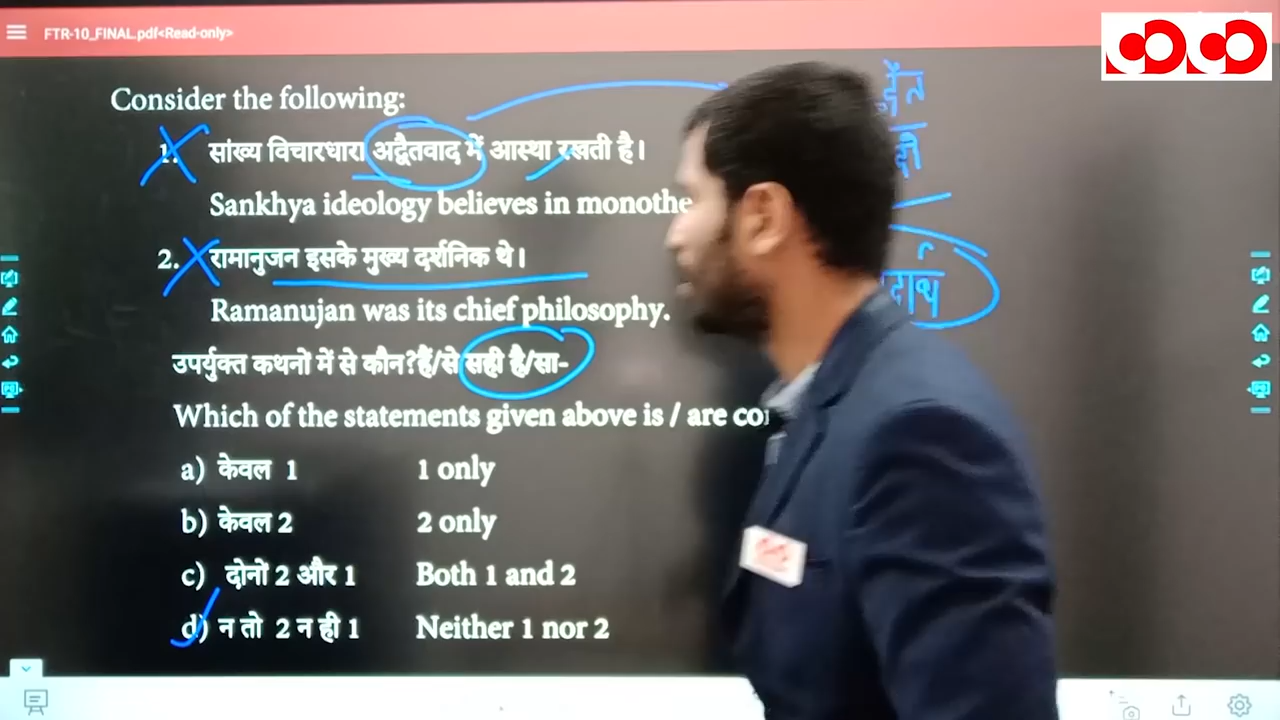 FTR-10_FINAL.pdf<Read-only>
Consider the following:
1. सांख्य विचारधारा अद्वैतवाद में आस्था रखती है।
Sankhya ideology believes in
2. रामानुजन इसके मुख्य दर्शनिक थे।
Ramanujan was its chief philosophy.
उपर्युक्त कथनों में से कौन?हैं/से सही है/सा-
Which of the statements given above is / are
a) केवल 1 1 only
b) केवल 2 2 only
c) दोनों 2 और 1 Both 1 and 2
d) न तो 2 न ही 1 Neither 1 nor 2